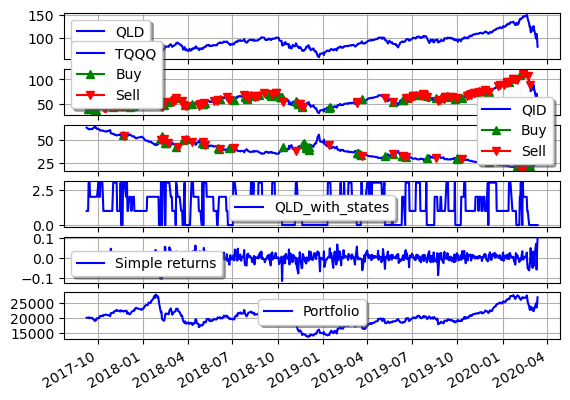 150
100
QLD
TQQQ
Buy
Sell
100
50
QID
Buy
Sell
50
25
2.5
0.0
QLD_with_states
0.1
0.0
−0.1
Simple returns
25000
20000
15000
Portfolio
2017-10
2018-01
2018-04
2018-07
2018-10
2019-01
2019-04
2019-07
2019-10
2020-01
2020-04